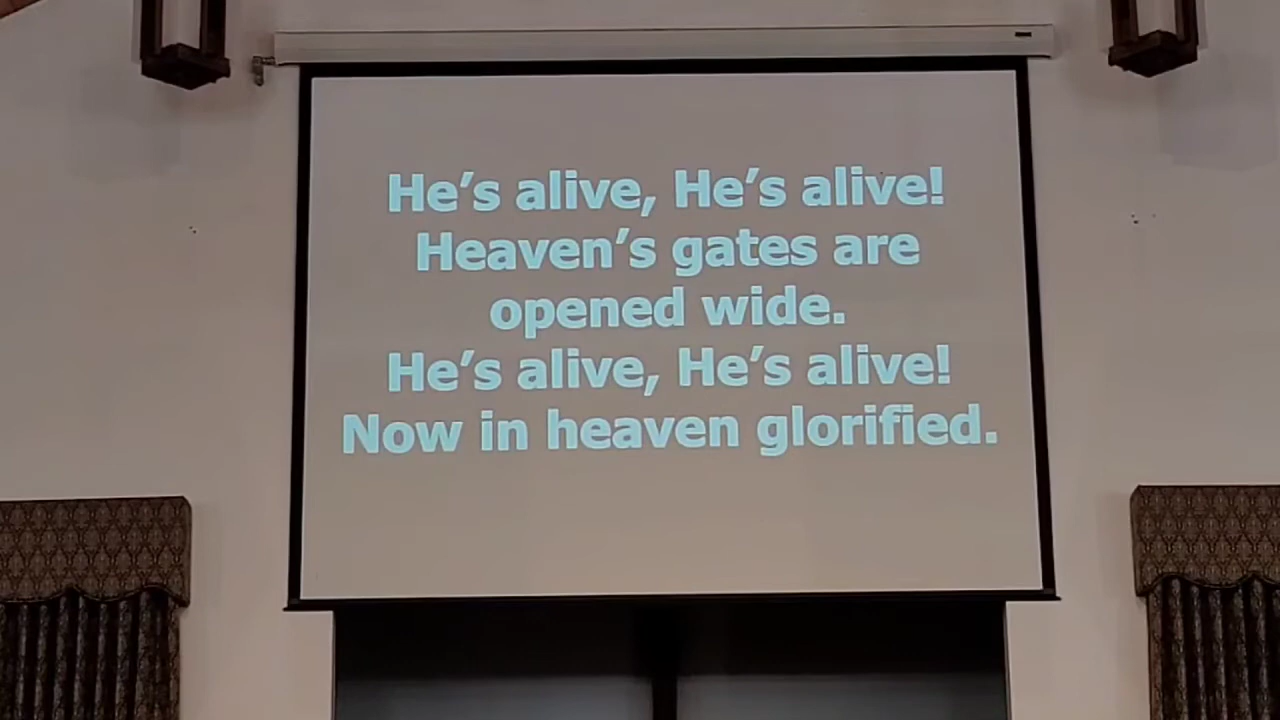 He’s alive, He’s alive!
Heaven’s gates are
opened wide.
He’s alive, He’s alive!
Now in heaven glorified.